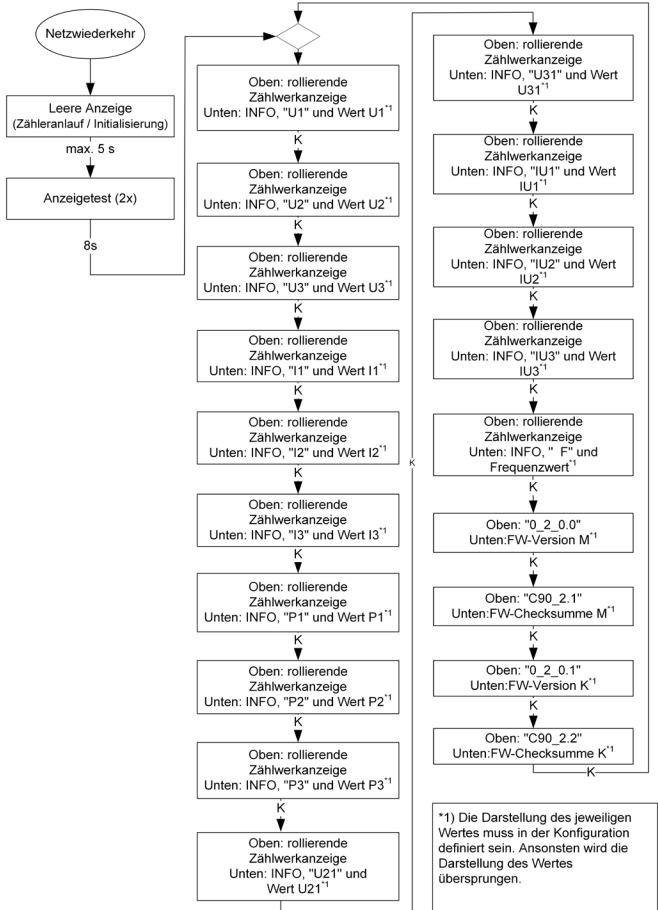 Netzwiederkehr
Leere Anzeige
(Zähleranlauf / Initialisierung)
max. 5 s
Anzeigetest (2x)
8s
Oben: rollierende
Zählwerkanzeige
Unten: INFO, "U1" und Wert U1*1
K
Oben: rollierende
Zählwerkanzeige
Unten: INFO, "U2" und Wert U2*1
K
Oben: rollierende
Zählwerkanzeige
Unten: INFO, "U3" und Wert U3*1
K
Oben: rollierende
Zählwerkanzeige
Unten: INFO, "I1" und Wert I1*1
K
Oben: rollierende
Zählwerkanzeige
Unten: INFO, "I2" und Wert I2*1
K
Oben: rollierende
Zählwerkanzeige
Unten: INFO, "I3" und Wert I3*1
K
Oben: rollierende
Zählwerkanzeige
Unten: INFO, "P1" und Wert P1*1
K
Oben: rollierende
Zählwerkanzeige
Unten: INFO, "P2" und Wert P2*1
K
Oben: rollierende
Zählwerkanzeige
Unten: INFO, "P3" und Wert P3*1
K
Oben: rollierende
Zählwerkanzeige
Unten: INFO, "U21" und
Wert U21*1
K
Oben: rollierende
Zählwerkanzeige
Unten: INFO, "U31" und Wert
U31*1
K
Oben: rollierende
Zählwerkanzeige
Unten: INFO, "IU1" und Wert
IU1*1
K
Oben: rollierende
Zählwerkanzeige
Unten: INFO, "IU2" und Wert
IU2*1
K
Oben: rollierende
Zählwerkanzeige
Unten: INFO, "IU3" und Wert
IU3*1
K
Oben: rollierende
Zählwerkanzeige
Unten: INFO, " F" und
Frequenzwert*1
K
Oben: "0_2_0.0"
Unten:FW-Version M*1
K
Oben: "C90_2.1"
Unten:FW-Checksumme M*1
K
Oben: "0_2_0.1"
Unten:FW-Version K*1
K
Oben: "C90_2.2"
Unten:FW-Checksumme K*1
K
*1) Die Darstellung des jeweiligen
Wertes muss in der Konfiguration
definiert sein. Ansonsten wird die
Darstellung des Wertes
übersprungen.